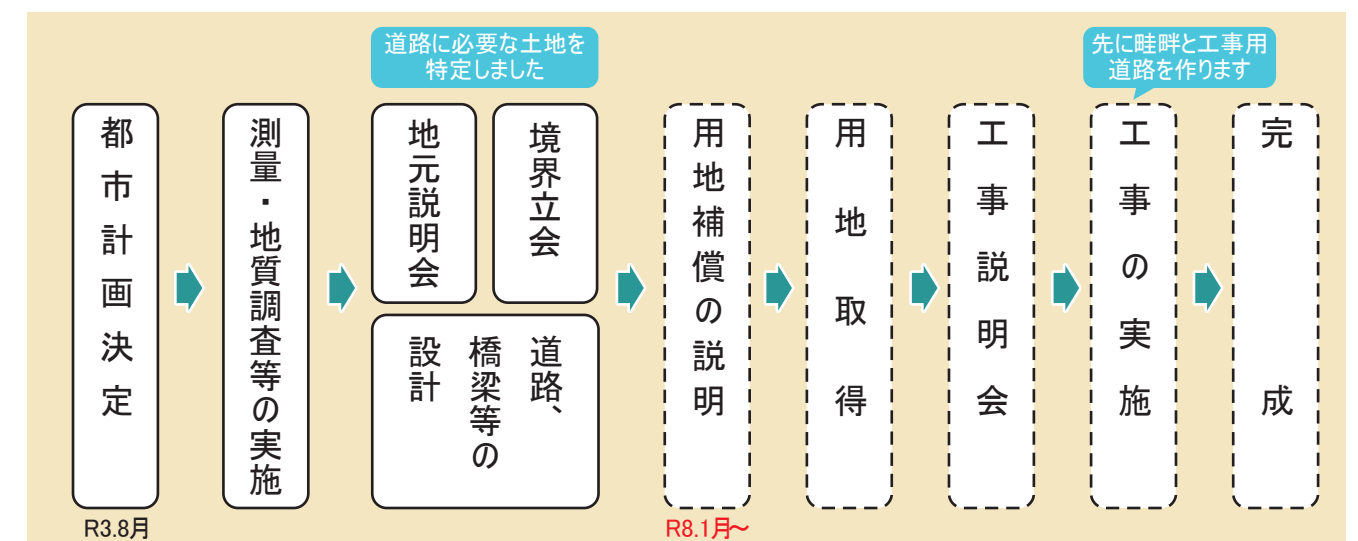 道路に必要な土地を
特定しました
先に畦畔と工事用
道路を作ります
都市計画決定
測量・地質調査等の実施
地元説明会
境界立会
道路、
橋梁等の
設計
用地補償の説明
用地取得
工事説明会
工事の実施
完成
R3.8月
R8.1月～